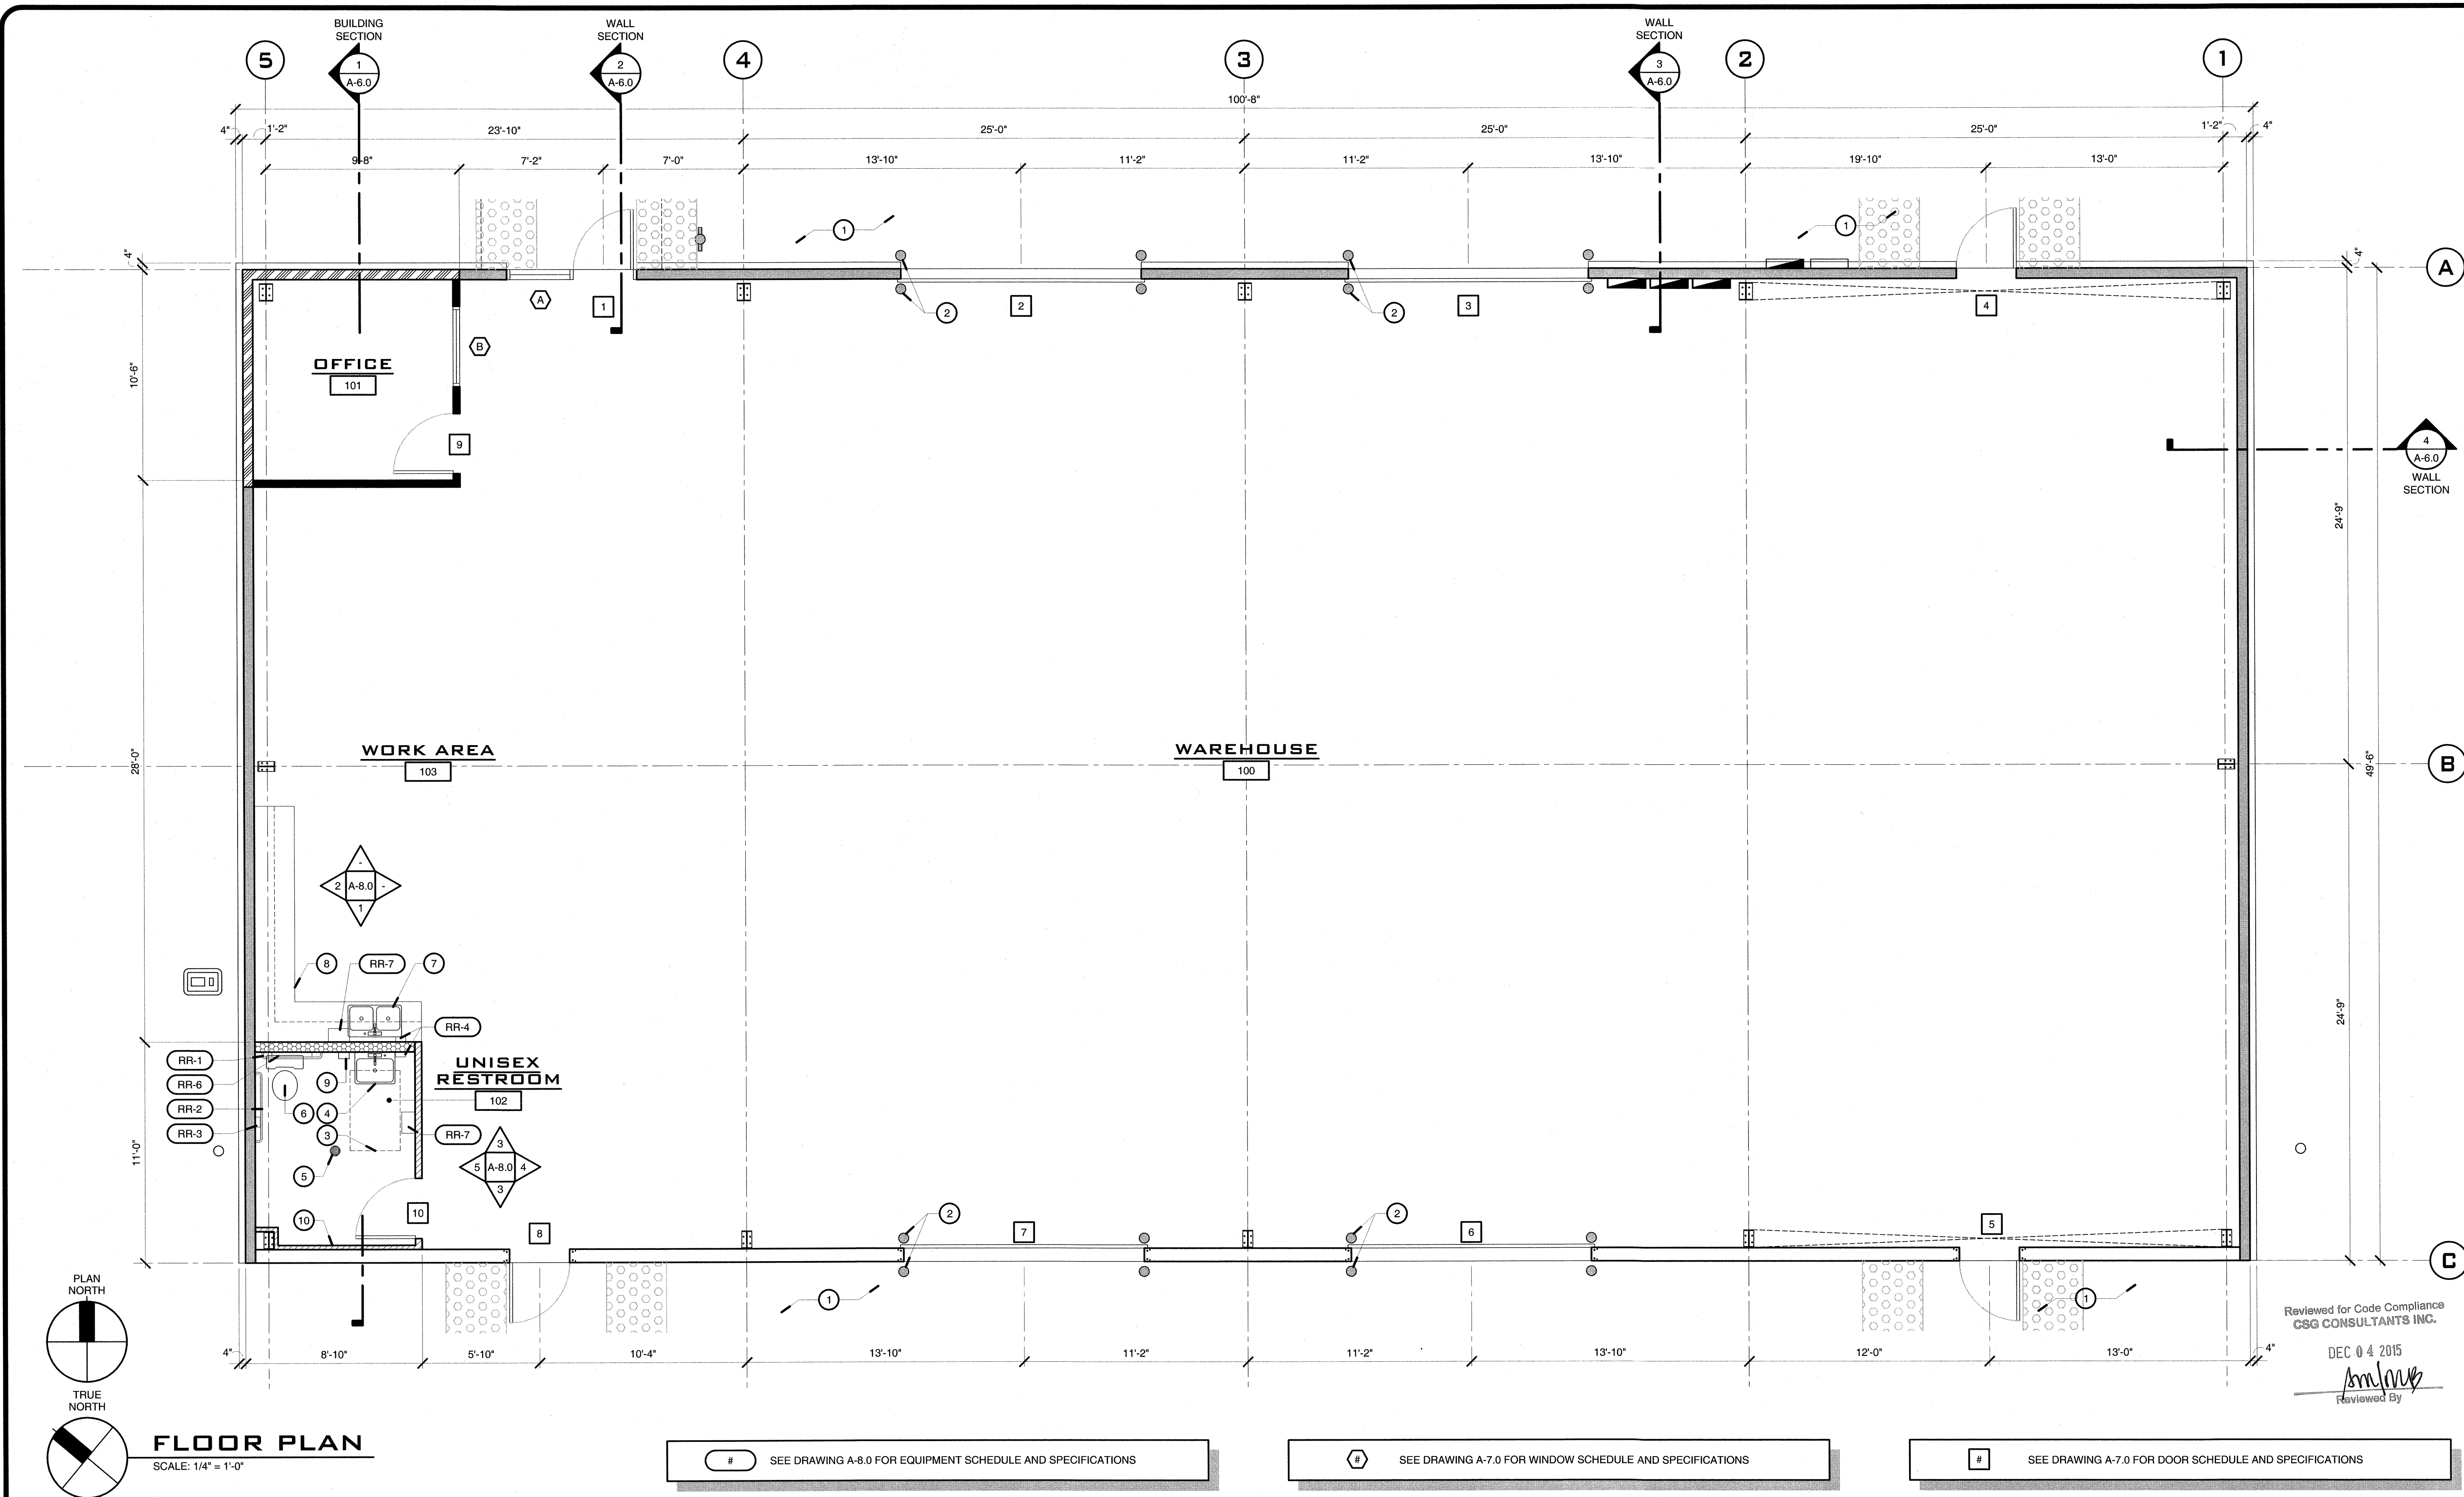 BUILDING
SECTION
WALL
SECTION
WALL
SECTION
5
1
A-6.0
2
A-6.0
4
3
3
A-6.0
2
1
100'-8"
4"
1'-2"
23'-10"
25'-0"
25'-0"
25'-0"
1'-2"
4"
9'-8"
7'-2"
7'-0"
13'-10"
11'-2"
11'-2"
13'-10"
19'-10"
13'-0"
1
1
4"
4"
A
A
1
2
2
2
3
4
B
OFFICE
101
10'-6"
9
4
A-6.0
WALL
SECTION
24'-9"
WORK AREA
103
WAREHOUSE
100
28'-0"
49'-6"
B
-
2 A-8.0 -
1
8
RR-7
7
24'-9"
RR-4
RR-1
RR-6
RR-2
RR-3
9
6
4
3
UNISEX
RESTROOM
102
RR-7
11'-0"
5
3
5 A-8.0 4
3
10
10
8
2
7
2
6
5
C
1
1
PLAN
NORTH
TRUE
NORTH
4"
8'-10"
5'-10"
10'-4"
13'-10"
11'-2"
11'-2"
13'-10"
12'-0"
13'-0"
4"
Reviewed for Code Compliance
CSG CONSULTANTS INC.
DEC 04 2015
Reviewed By
FLOOR PLAN
SCALE: 1/4" = 1'-0"
# SEE DRAWING A-8.0 FOR EQUIPMENT SCHEDULE AND SPECIFICATIONS
# SEE DRAWING A-7.0 FOR WINDOW SCHEDULE AND SPECIFICATIONS
# SEE DRAWING A-7.0 FOR DOOR SCHEDULE AND SPECIFICATIONS